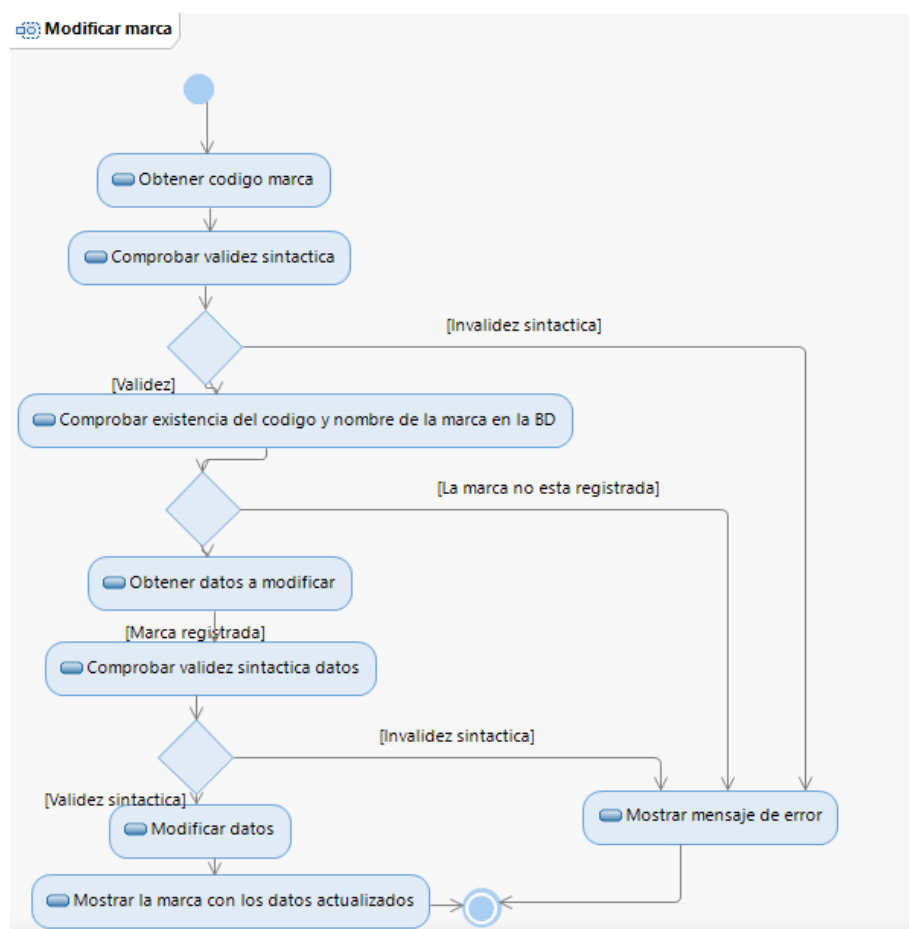 Modificar marca
Obtener codigo marca
Comprobar validez sintactica
[Invalidez sintactica]
[Validez]
Comprobar existencia del codigo y nombre de la marca en la BD
[La marca no esta registrada]
Obtener datos a modificar
[Marca registrada]
Comprobar validez sintactica datos
[Invalidez sintactica]
[Validez sintactica]
Mostrar mensaje de error
Modificar datos
Mostrar la marca con los datos actualizados